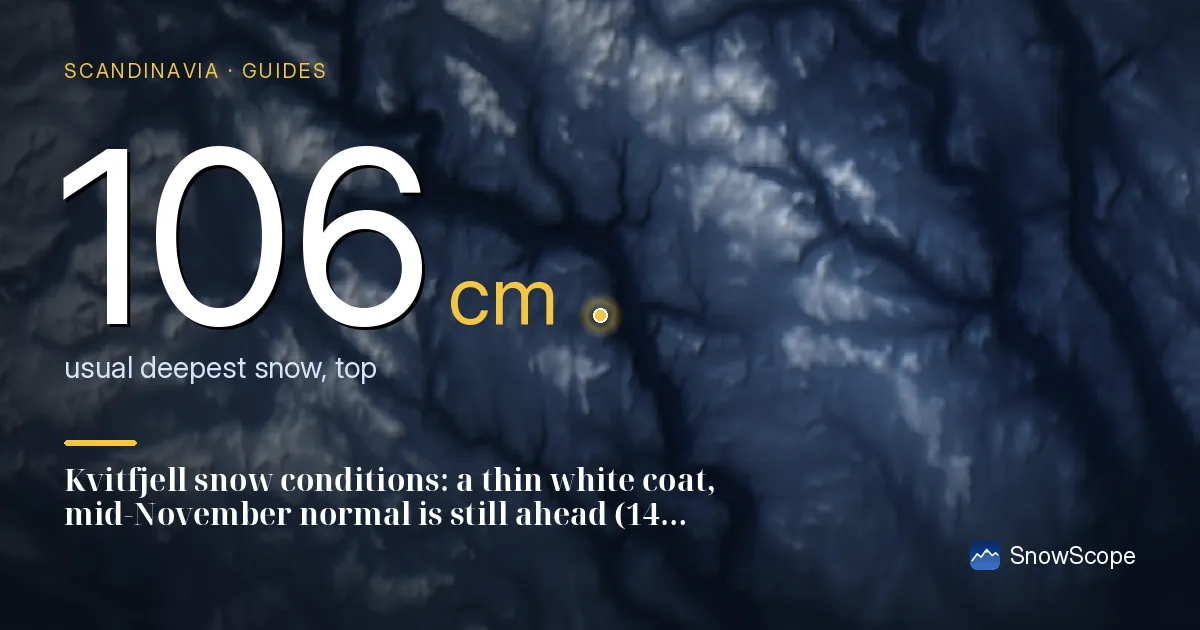 SCANDINAVIA · GUIDES
106 cm
usual deepest snow, top
Kvitfjell snow conditions: a thin white coat,
mid-November normal is still ahead (14…
SnowScope